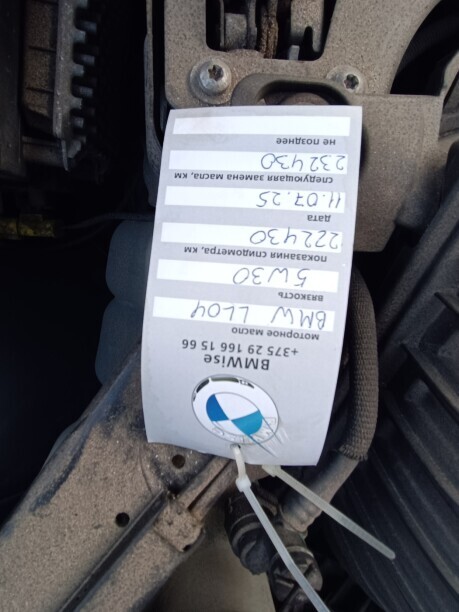 BMWise
+375 29 166 15 66
моторное масло
BMW LL04
вязкость
5W30
показания спидометра, км
222430
дата
11.07.25
следующая замена масла, км
232430
не позднее